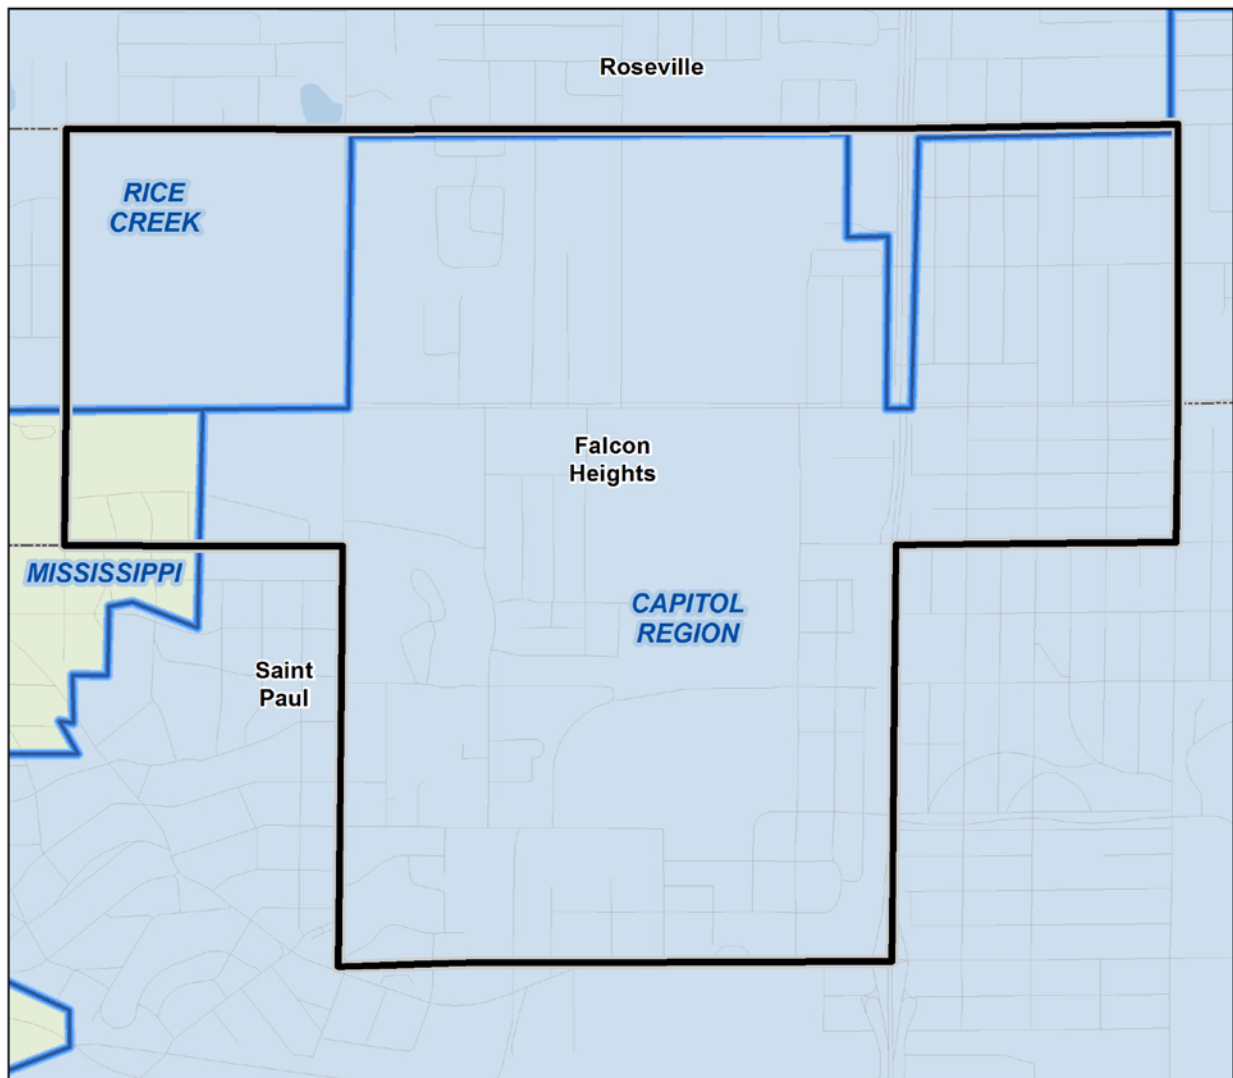 Roseville
RICE
CREEK
Falcon
Heights
MISSISSIPPI
CAPITOL
REGION
Saint
Paul